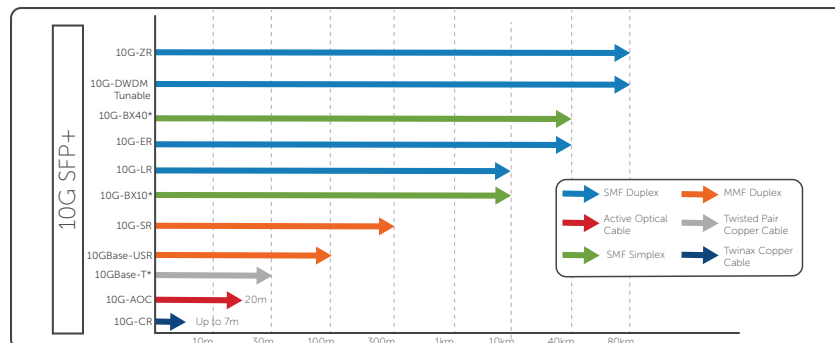 10G SFP+
10G-ZR
10G-DWDM
Tunable
10G-BX40*
10G-ER
10G-LR
10G-BX10*
10G-SR
10GBase-USR
10GBase-T*
10G-AOC
20m
10G-CR
Up to 7m
SMF Duplex
MMF Duplex
Active Optical
Cable
Twisted Pair
Copper Cable
SMF Simplex
Twinax Copper
Cable
10m 30m 100m 300m 1km 10km 40km 80km